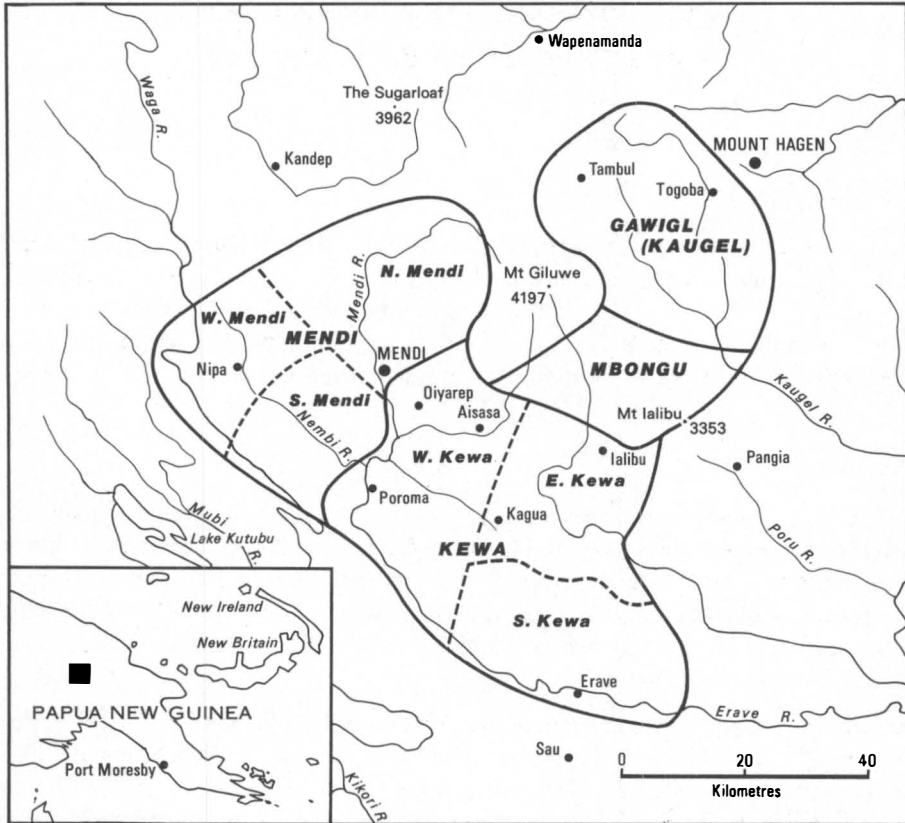 Wapenamanda
Waga R.
The Sugarloaf
3962
Kandep
MOUNT HAGEN
Tambul
Togoba
GAWIGL
(KAUGEL)
N. Mendi
Mendi R.
Mt Giluwe
4197
W. Mendi
MENDI
MENDI
Nipa
S. Mendi
MBONGU
Oiyarep
Aisasa
Mt Ialibu
3353
Kaugel R.
Nembi R.
W. Kewa
Ialibu
Pangia
E. Kewa
Poroma
Kagua
Poru R.
Mubi R.
Lake Kutubu
KEWA
S. Kewa
Erave
Erave R.
Sau
Kikori R
0 20 40
Kilometres
New Ireland
New Britain
PAPUA NEW GUINEA
Port Moresby